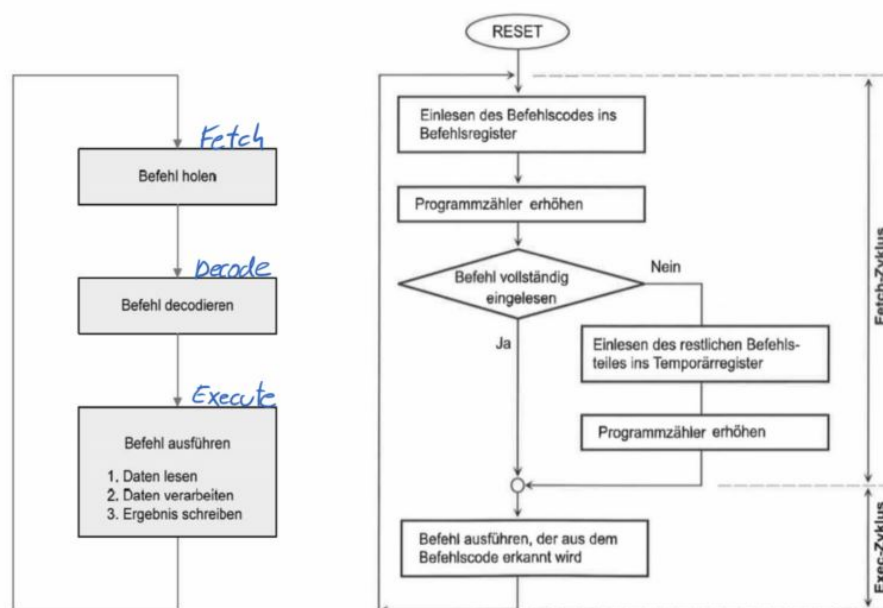 Fetch
Befehl holen
Decode
Befehl decodieren
Execute
Befehl ausführen
1. Daten lesen
2. Daten verarbeiten
3. Ergebnis schreiben
RESET
Einlesen des Befehlscodes ins
Befehlsregister
Programmzähler erhöhen
Befehl vollständig
eingelesen
Nein
Ja
Einlesen des restlichen Befehls-
teiles ins Temporärregister
Programmzähler erhöhen
Befehl ausführen, der aus dem
Befehlscode erkannt wird
Fetch-Zyklus
Exec-Zyklus